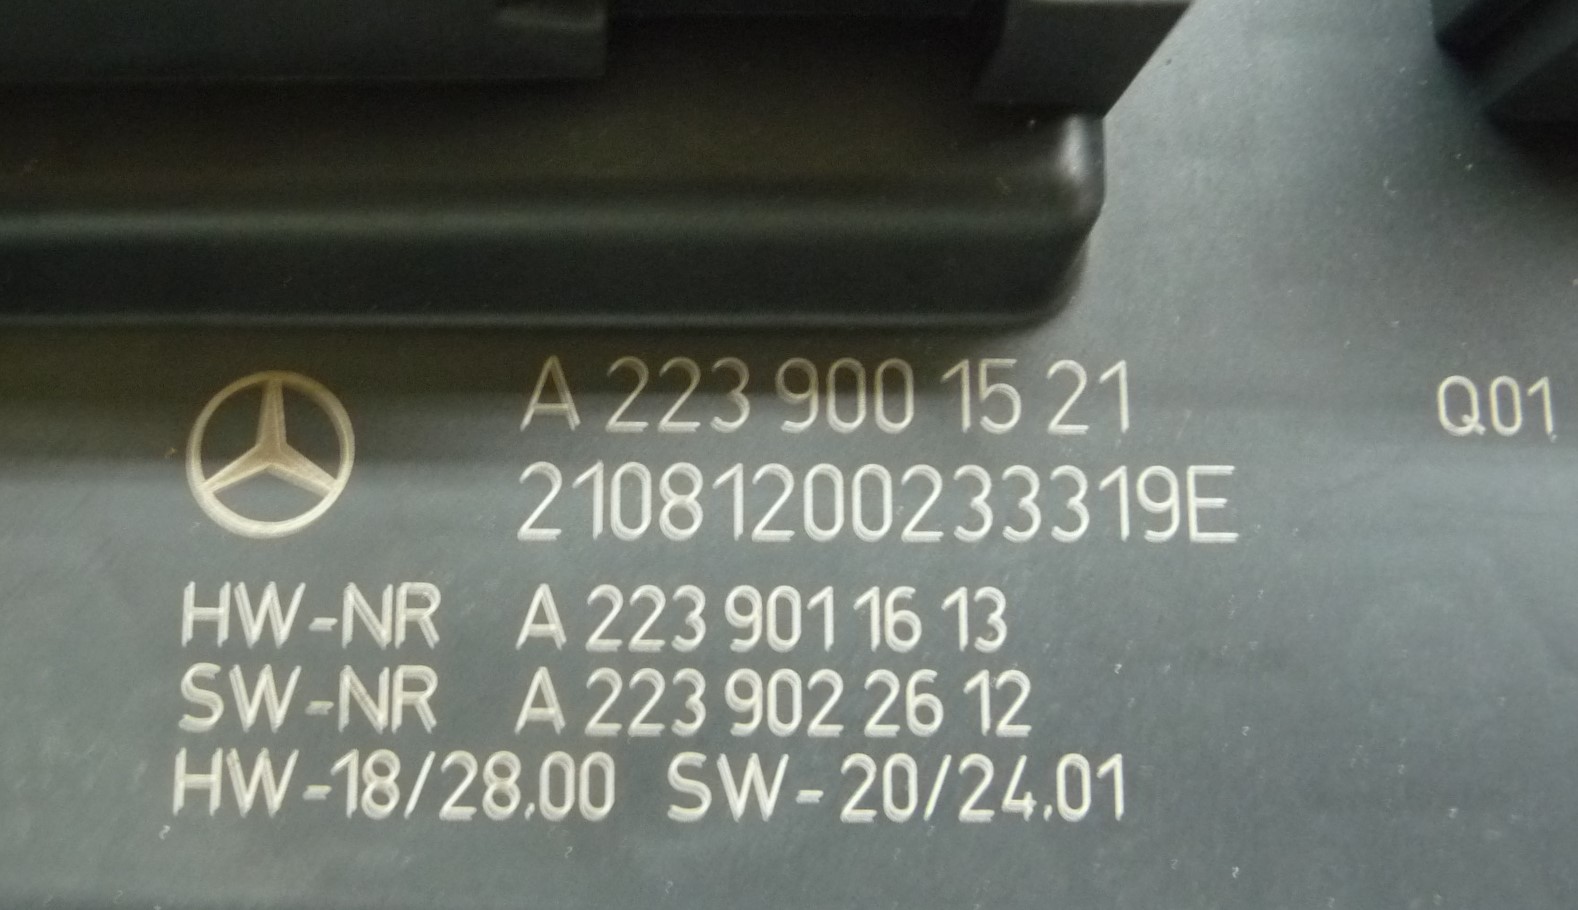 A 223 900 15 21 Q01
21081200233319E
HW-NR A 223 901 16 13
SW-NR A 223 902 26 12
HW-18/28.00 SW-20/24.01